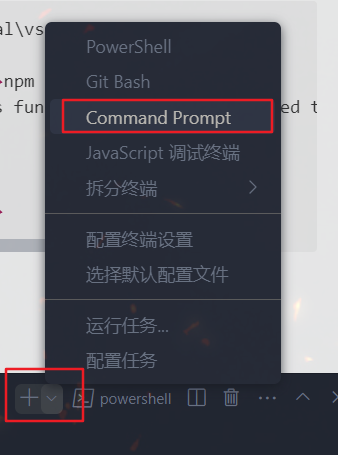 al\vs
PowerShell
>npm
Git Bash
s fun
Command Prompt
ed t
JavaScript 调试终端
拆分终端
>
配置终端设置
选择默认配置文件
运行任务...
配置任务
powershell